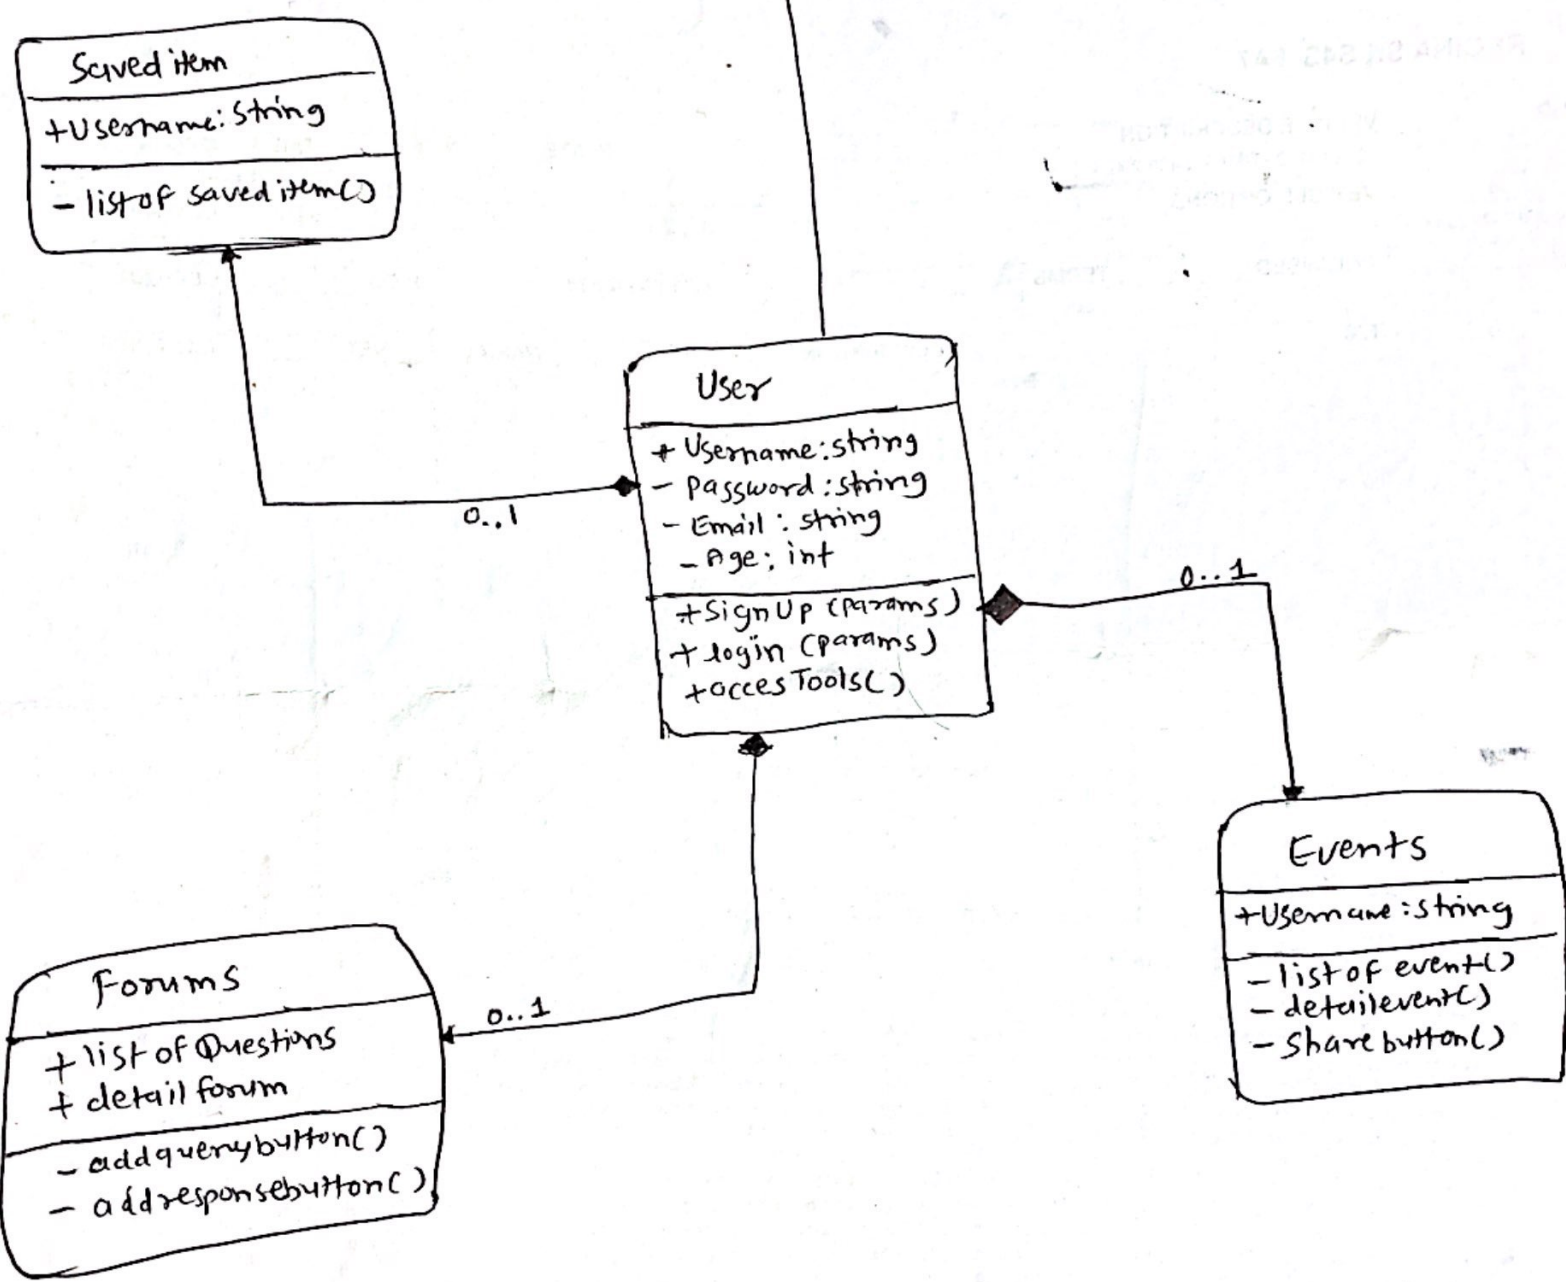 Saved item
+Username: String
- list of saved item()
User
+ Username: string
- Password: string
- Email: string
- Age: int
+SignUp (params)
+ login (params)
+accesTools()
0..1
0..1
Events
+Username: string
- list of event()
- detailevent()
- Share button()
Forums
+ list of Questions
+ detail forum
- addquerybutton()
- addresponsebutton()
0..1